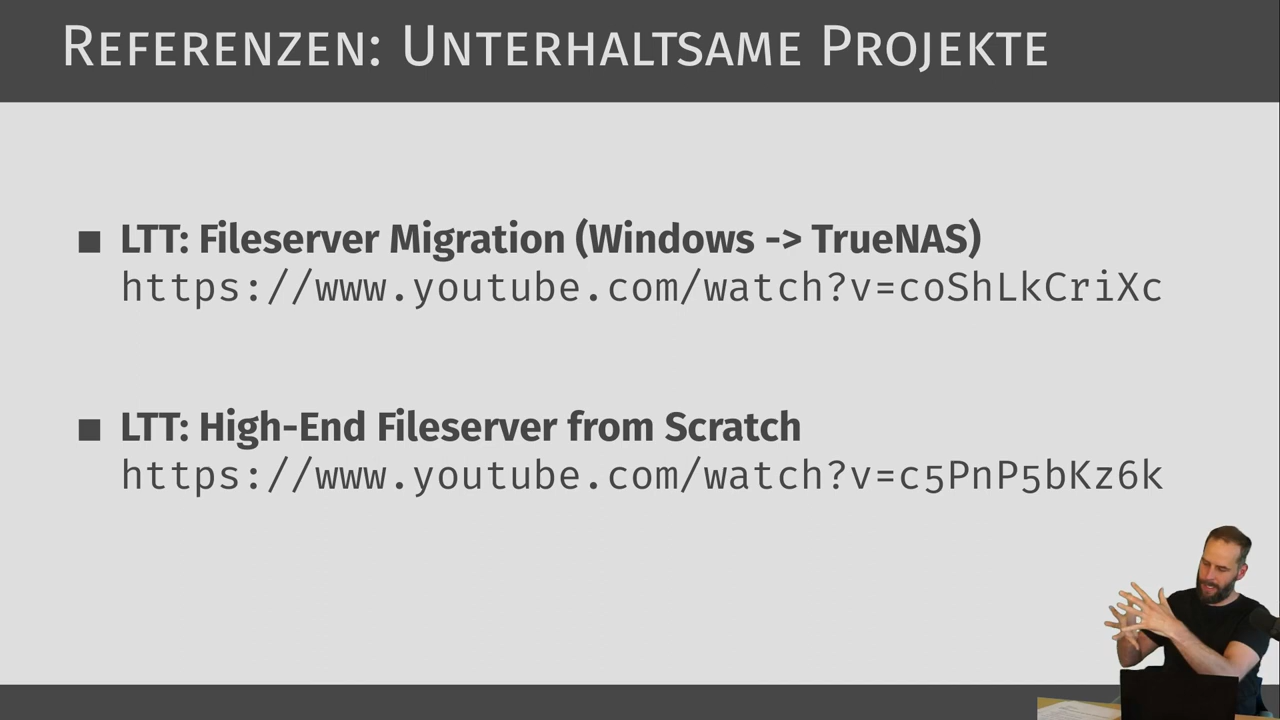 Referenzen: Unterhaltsame Projekte
■ LTT: Fileserver Migration (Windows -> TrueNAS)
https://www.youtube.com/watch?v=coShLkCriXc
■ LTT: High-End Fileserver from Scratch
https://www.youtube.com/watch?v=c5PnP5bKz6k